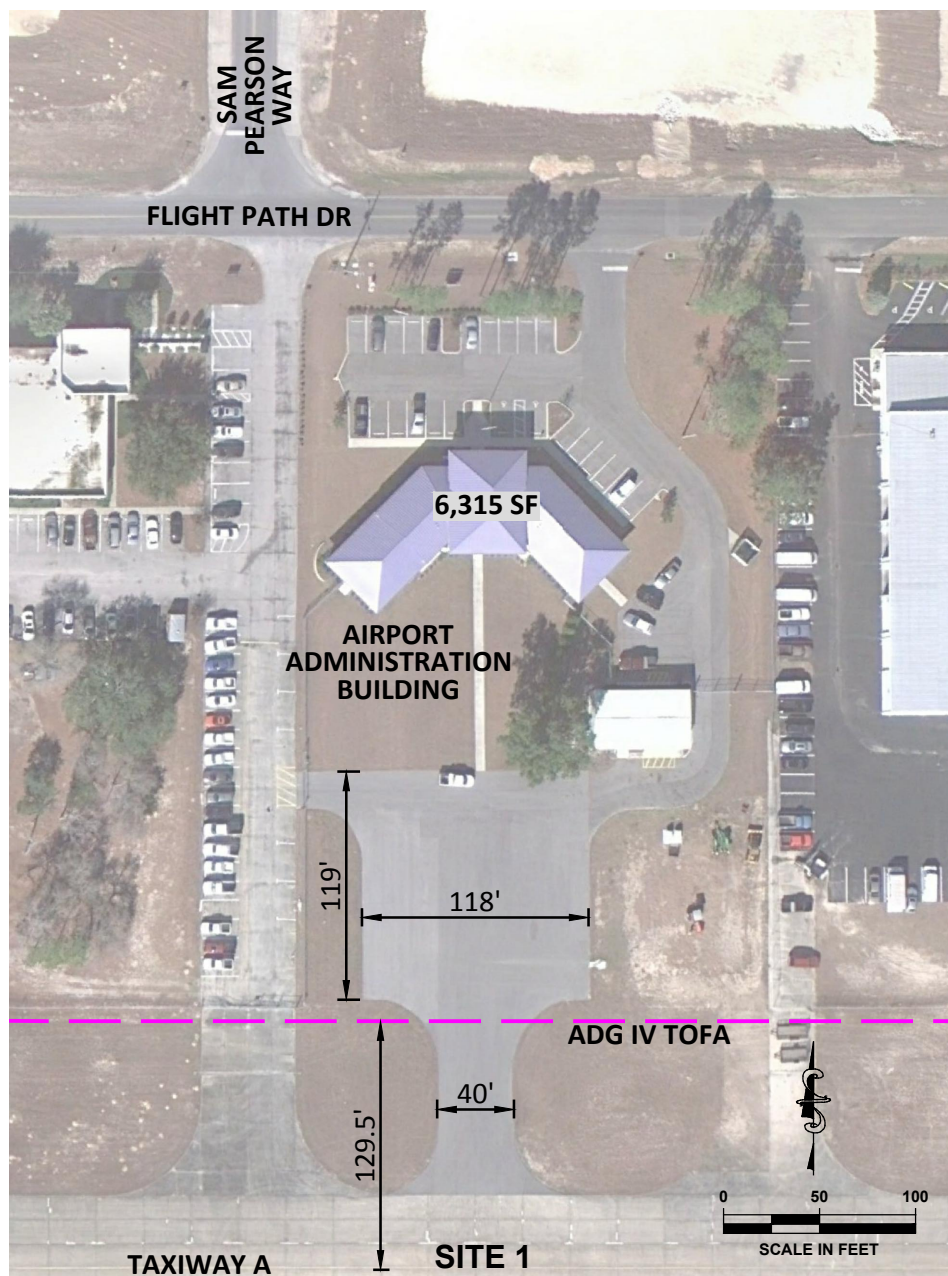 SAM
PEARSON
WAY
FLIGHT PATH DR
6,315 SF
AIRPORT
ADMINISTRATION
BUILDING
119'
118'
ADG IV TOFA
40'
129.5'
0 50 100
SCALE IN FEET
TAXIWAY A
SITE 1